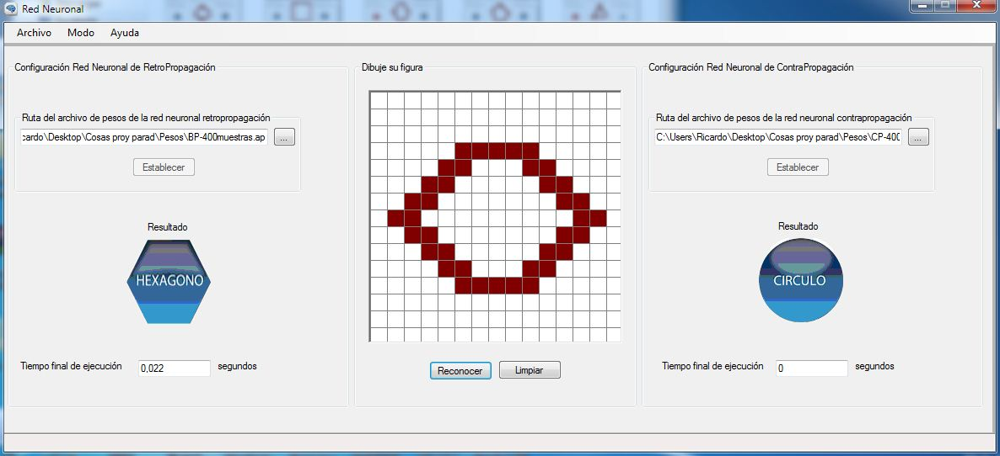 Red Neuronal
Archivo Modo Ayuda
Configuración Red Neuronal de RetroPropagación
Ruta del archivo de pesos de la red neuronal retropropagación
cardo\Desktop\Cosas proy parad\Pesos\BP-400muestras.ap
...
Establecer
Resultado
HEXAGONO
Tiempo final de ejecución 0,022 segundos
Dibuje su figura
Reconocer Limpiar
Configuración Red Neuronal de ContraPropagación
Ruta del archivo de pesos de la red neuronal contrapropagación
C:\Users\Ricardo\Desktop\Cosas proy parad\Pesos\CP-400
...
Establecer
Resultado
CIRCULO
Tiempo final de ejecución 0 segundos